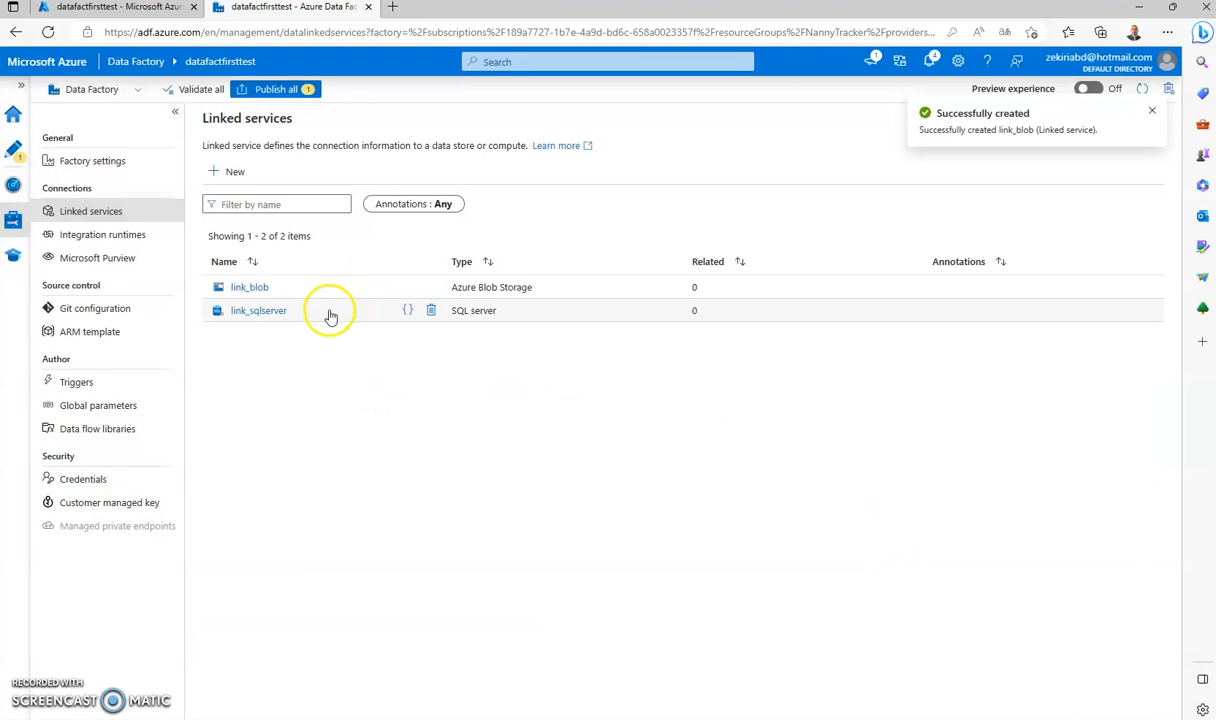 datafactfirsttest - Microsoft Azu
datafactfirsttest - Azure Data Fac
https://adf.azure.com/en/management/datalinkedservices?factory=%2Fsubscriptions%2F189a7727-1b7e-4a9d-bd6c-658a0023357f%2FresourceGroups%2FNannyTracker%2Fproviders...
Microsoft Azure
Data Factory
datafactfirsttest
Search
1
4
zekiriabd@hotmail.com
DEFAULT DIRECTORY
Data Factory
Validate all
Publish all 1
Preview experience
Off
Successfully created
Successfully created link_blob (Linked service).
1
General
Factory settings
Connections
Linked services
Integration runtimes
Microsoft Purview
Source control
Git configuration
ARM template
Author
Triggers
Global parameters
Data flow libraries
Security
Credentials
Customer managed key
Managed private endpoints
Linked services
Linked service defines the connection information to a data store or compute. Learn more
New
Filter by name
Annotations : Any
Showing 1 - 2 of 2 items
Name Type Related Annotations
link_blob Azure Blob Storage 0
link_sqlserver {} SQL server 0
RECORDED WITH
SCREENCAST MATIC